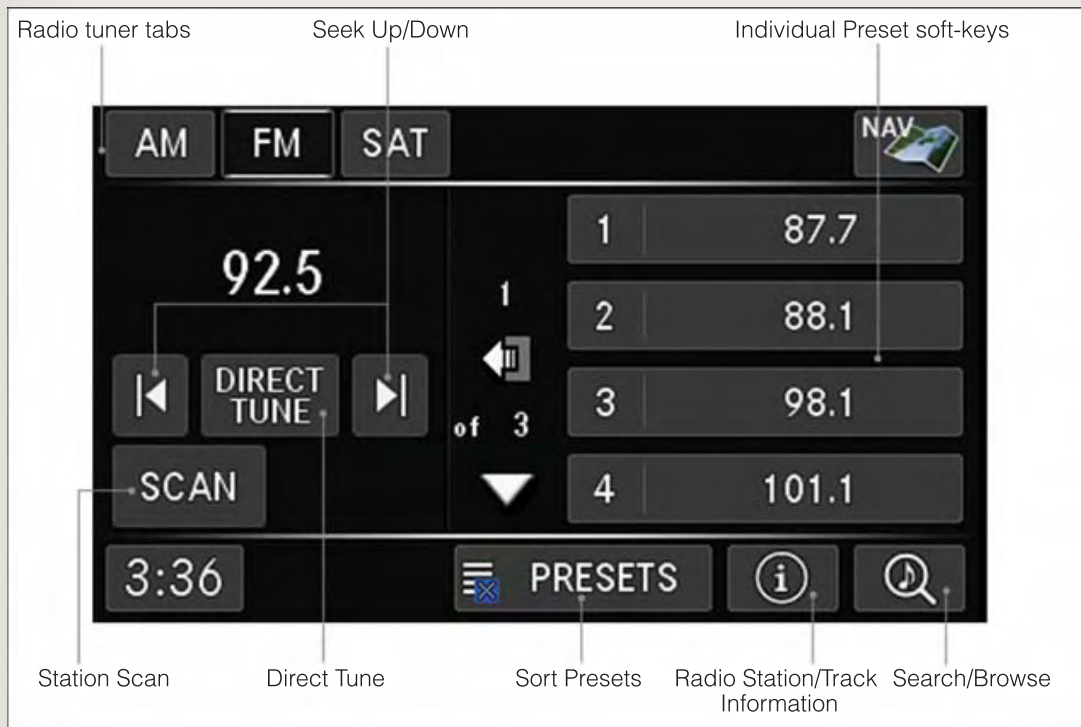 Radio tuner tabs
Seek Up/Down
Individual Preset soft-keys
AM
FM
SAT
NAV
92.5
DIRECT
TUNE
SCAN
1
of 3
1 87.7
2 88.1
3 98.1
4 101.1
3:36
PRESETS
i
Station Scan
Direct Tune
Sort Presets
Radio Station/Track
Information
Search/Browse